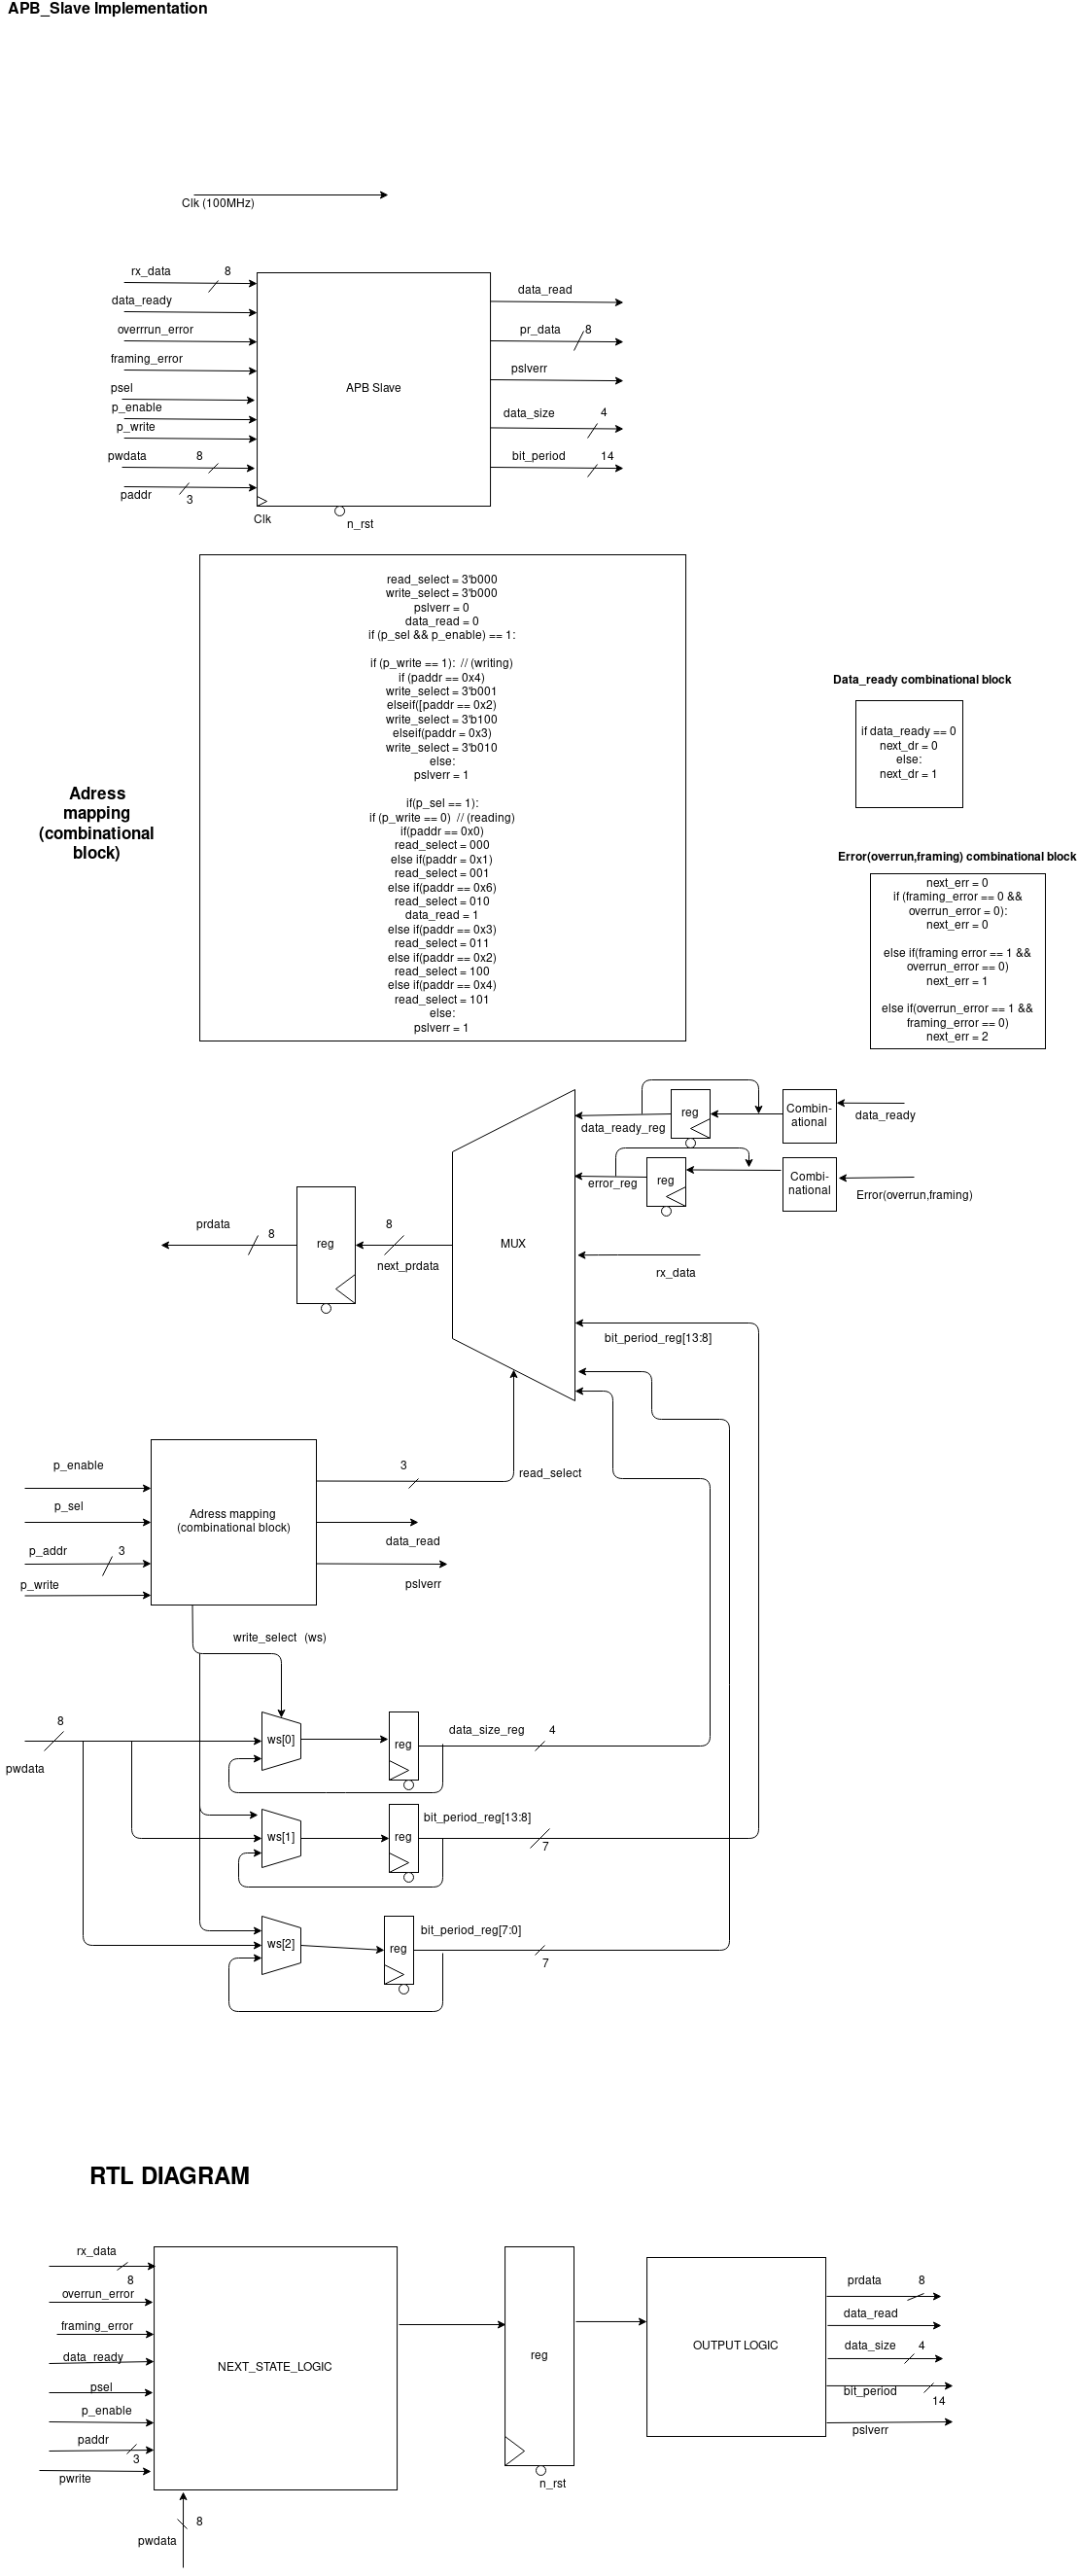 APB_Slave Implementation
Clk (100MHz)
rx_data
8
data_ready
overrrun_error
framing_error
psel
p_enable
p_write
pwdata
8
paddr
3
APB Slave
Clk
n_rst
data_read
pr_data
8
pslverr
data_size
4
bit_period
14
Adress
mapping
(combinational
block)
read_select = 3'b000
write_select = 3'b000
pslverr = 0
data_read = 0
if (p_sel && p_enable) == 1:
if (p_write == 1): // (writing)
if (paddr == 0x4)
write_select = 3'b001
elseif([paddr == 0x2)
write_select = 3'b100
elseif(paddr = 0x3)
write_select = 3'b010
else:
pslverr = 1
if(p_sel == 1):
if (p_write == 0) // (reading)
if(paddr == 0x0)
read_select = 000
else if(paddr = 0x1)
read_select = 001
else if(paddr == 0x6)
read_select = 010
data_read = 1
else if(paddr == 0x3)
read_select = 011
else if(paddr == 0x2)
read_select = 100
else if(paddr == 0x4)
read_select = 101
else:
pslverr = 1
Data_ready combinational block
if data_ready == 0
next_dr = 0
else:
next_dr = 1
Error(overrun,framing) combinational block
next_err = 0
if (framing_error == 0 &&
overrun_error = 0):
next_err = 0
else if(framing error == 1 &&
overrun_error == 0)
next_err = 1
else if(overrun_error == 1 &&
framing_error == 0)
next_err = 2
reg
Combin-
ational
data_ready
data_ready_reg
reg
Combi-
national
error_reg
Error(overrun,framing)
prdata
8
reg
8
next_prdata
MUX
rx_data
bit_period_reg[13:8]
p_enable
p_sel
p_addr
3
p_write
Adress mapping
(combinational block)
3
read_select
data_read
pslverr
write_select (ws)
8
pwdata
ws[0]
reg
data_size_reg
4
ws[1]
reg
bit_period_reg[13:8]
7
ws[2]
reg
bit_period_reg[7:0]
7
RTL DIAGRAM
rx_data
8
overrun_error
framing_error
data_ready
psel
p_enable
paddr
3
pwrite
8
pwdata
NEXT_STATE_LOGIC
reg
n_rst
OUTPUT LOGIC
prdata
8
data_read
data_size
4
bit_period
14
pslverr